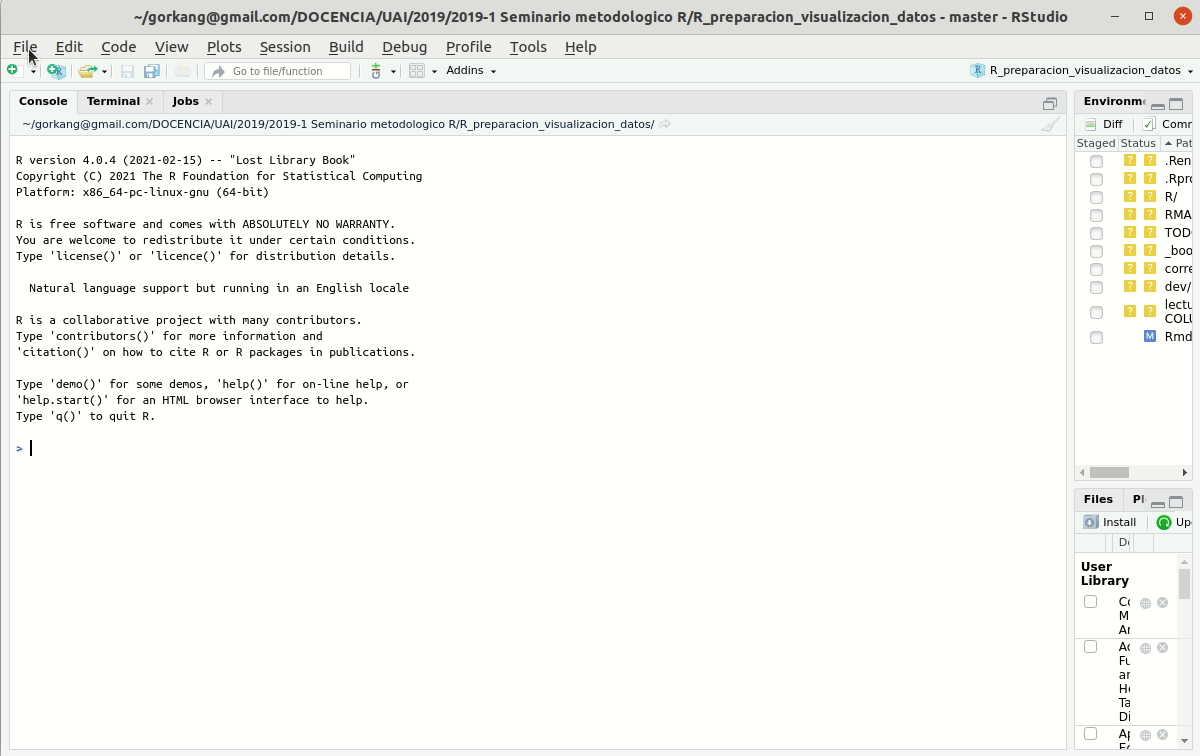 ~/gorkang@gmail.com/DOCENCIA/UAI/2019/2019-1 Seminario metodologico R/R_preparacion_visualizacion_datos - master - RStudio
File Edit Code View Plots Session Build Debug Profile Tools Help
Go to file/function Addins R_preparacion_visualizacion_datos
Console Terminal Jobs
~/gorkang@gmail.com/DOCENCIA/UAI/2019/2019-1 Seminario metodologico R/R_preparacion_visualizacion_datos/
R version 4.0.4 (2021-02-15) -- "Lost Library Book"
Copyright (C) 2021 The R Foundation for Statistical Computing
Platform: x86_64-pc-linux-gnu (64-bit)
R is free software and comes with ABSOLUTELY NO WARRANTY.
You are welcome to redistribute it under certain conditions.
Type 'license()' or 'licence()' for distribution details.
Natural language support but running in an English locale
R is a collaborative project with many contributors.
Type 'contributors()' for more information and
'citation()' on how to cite R or R packages in publications.
Type 'demo()' for some demos, 'help()' for on-line help, or
'help.start()' for an HTML browser interface to help.
Type 'q()' to quit R.
>
Environme
Diff Comm
Staged Status Pat
? ? .Ren
? ? .Rpro
? ? R/
? ? RMA
? ? TOD
? ? _boo
? ? corre
? ? dev/
? ? lectu
COLU
M Rmd
Files Pl
Install Up
De
User
Library
Co
M
Ar
Ac
Fu
ar
He
Ta
Di
Ap